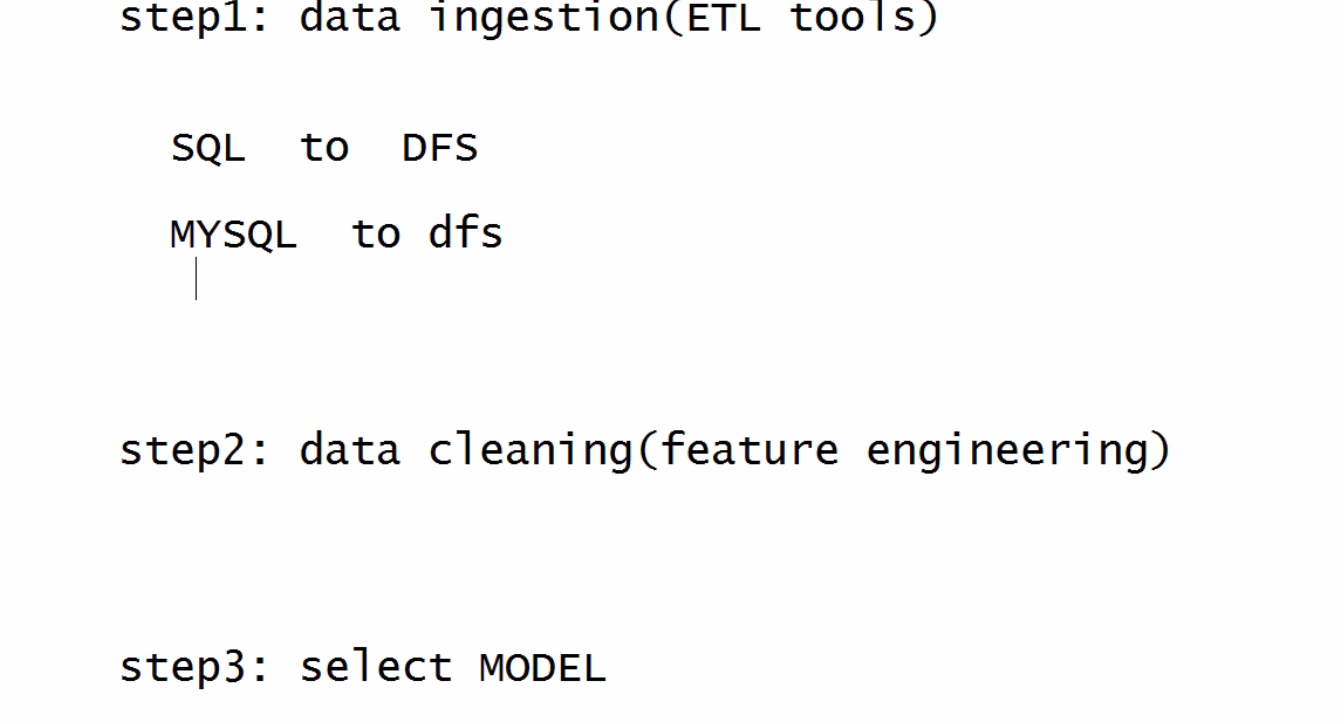 step1: data ingestion(ETL tools)
SQL to DFS
MYSQL to dfs
step2: data cleaning(feature engineering)
step3: select MODEL